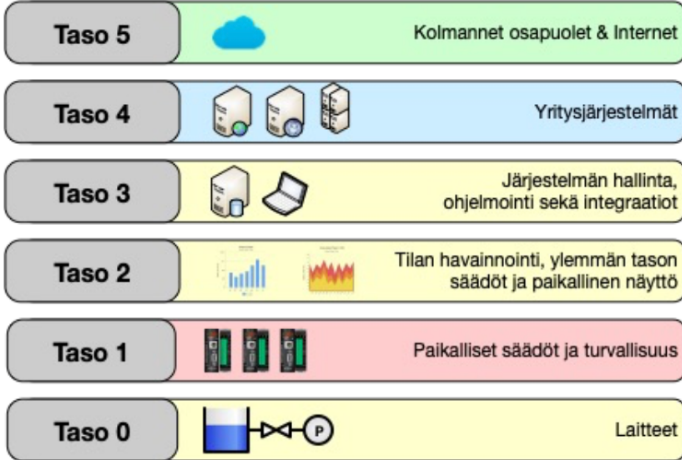 Taso 5
Kolmannet osapuolet & Internet
Taso 4
Yritysjärjestelmät
Taso 3
Järjestelmän hallinta,
ohjelmointi sekä integraatiot
Taso 2
Tilan havainnointi, ylemmän tason
säädöt ja paikallinen näyttö
Taso 1
Paikalliset säädöt ja turvallisuus
Taso 0
P
Laitteet